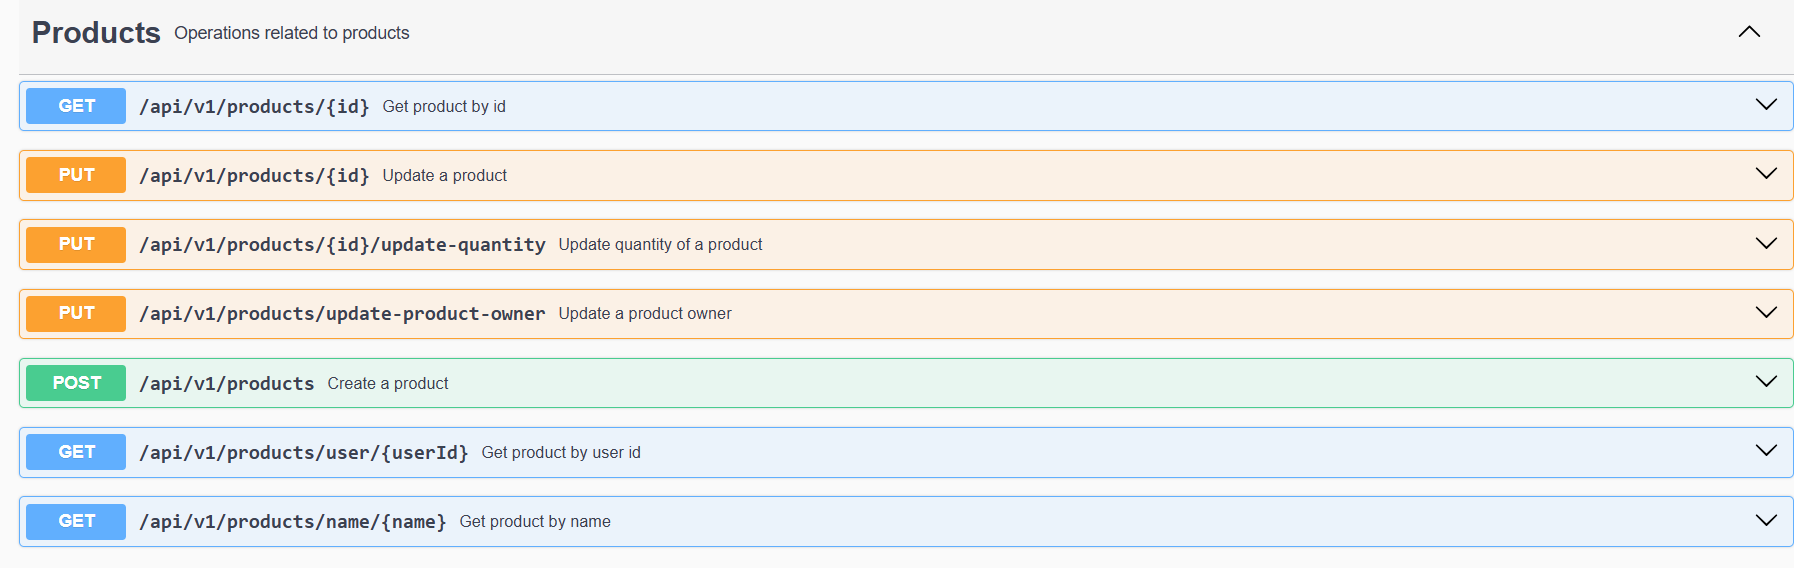 Products Operations related to products
GET /api/v1/products/{id} Get product by id
PUT /api/v1/products/{id} Update a product
PUT /api/v1/products/{id}/update-quantity Update quantity of a product
PUT /api/v1/products/update-product-owner Update a product owner
POST /api/v1/products Create a product
GET /api/v1/products/user/{userId} Get product by user id
GET /api/v1/products/name/{name} Get product by name